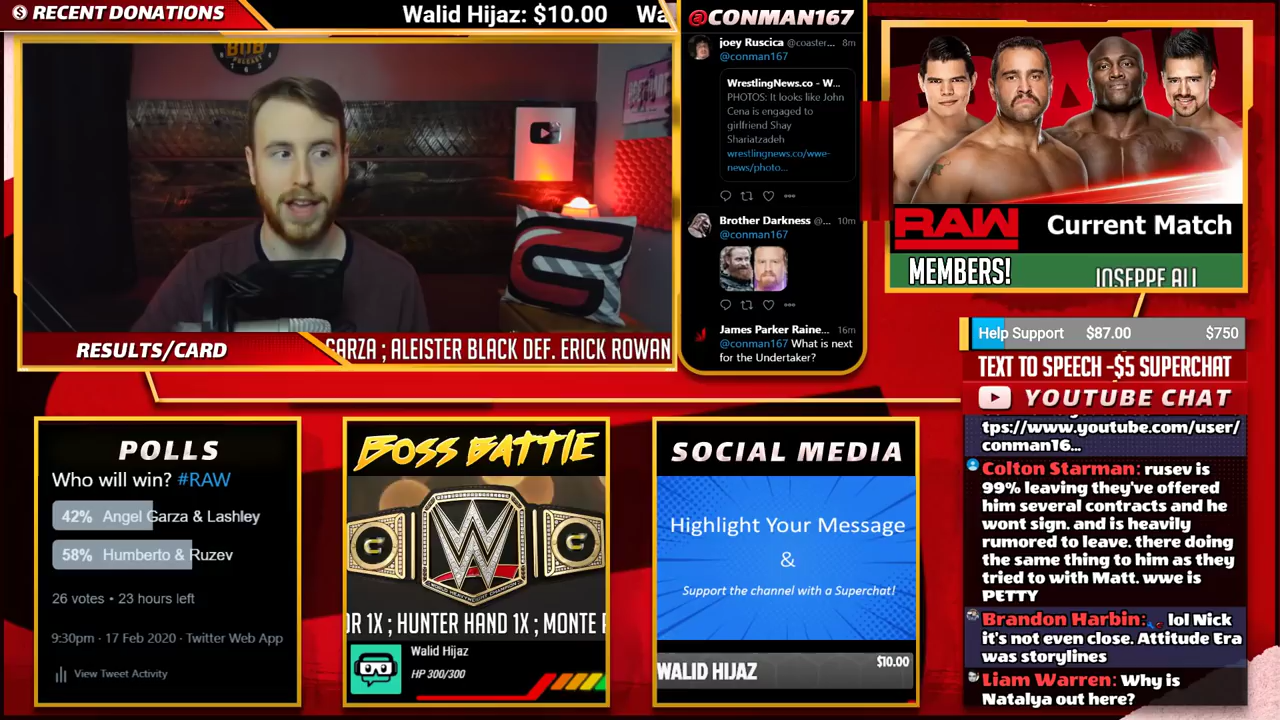 RECENT DONATIONS
Walid Hijaz: $10.00 Wa
@CONMAN167
joey Ruscica @coaster... 8m
@conman167
WrestlingNews.co - W...
PHOTOS: It looks like John
Cena is engaged to
girlfriend Shay
Shariatzadeh
wrestlingnews.co/wwe-
news/photo...
Brother Darkness @... 10m
@conman167
James Parker Raine... 16m
@conman167 What is next
for the Undertaker?
RAW
Current Match
MEMBERS!
JOSEPPE ALI
RESULTS/CARD
GARZA ; ALEISTER BLACK DEF. ERICK ROWAN
Help Support $87.00 $750
TEXT TO SPEECH -$5 SUPERCHAT
YOUTUBE CHAT
tps://www.youtube.com/user/
conman16...
Colton Starman: rusev is
99% leaving they've offered
him several contracts and he
wont sign. and is heavily
rumored to leave. there doing
the same thing to him as they
tried to with Matt. wwe is
PETTY
Brandon Harbin: lol Nick
it's not even close. Attitude Era
was storylines
Liam Warren: Why is
Natalya out here?
POLLS
Who will win? #RAW
42% Angel Garza & Lashley
58% Humberto & Ruzev
26 votes • 23 hours left
9:30pm · 17 Feb 2020 · Twitter Web App
View Tweet Activity
BOSS BATTLE
OR 1X ; HUNTER HAND 1X ; MONTE F
Walid Hijaz
HP 300/300
SOCIAL MEDIA
Highlight Your Message
&
Support the channel with a Superchat!
WALID HIJAZ $10.00